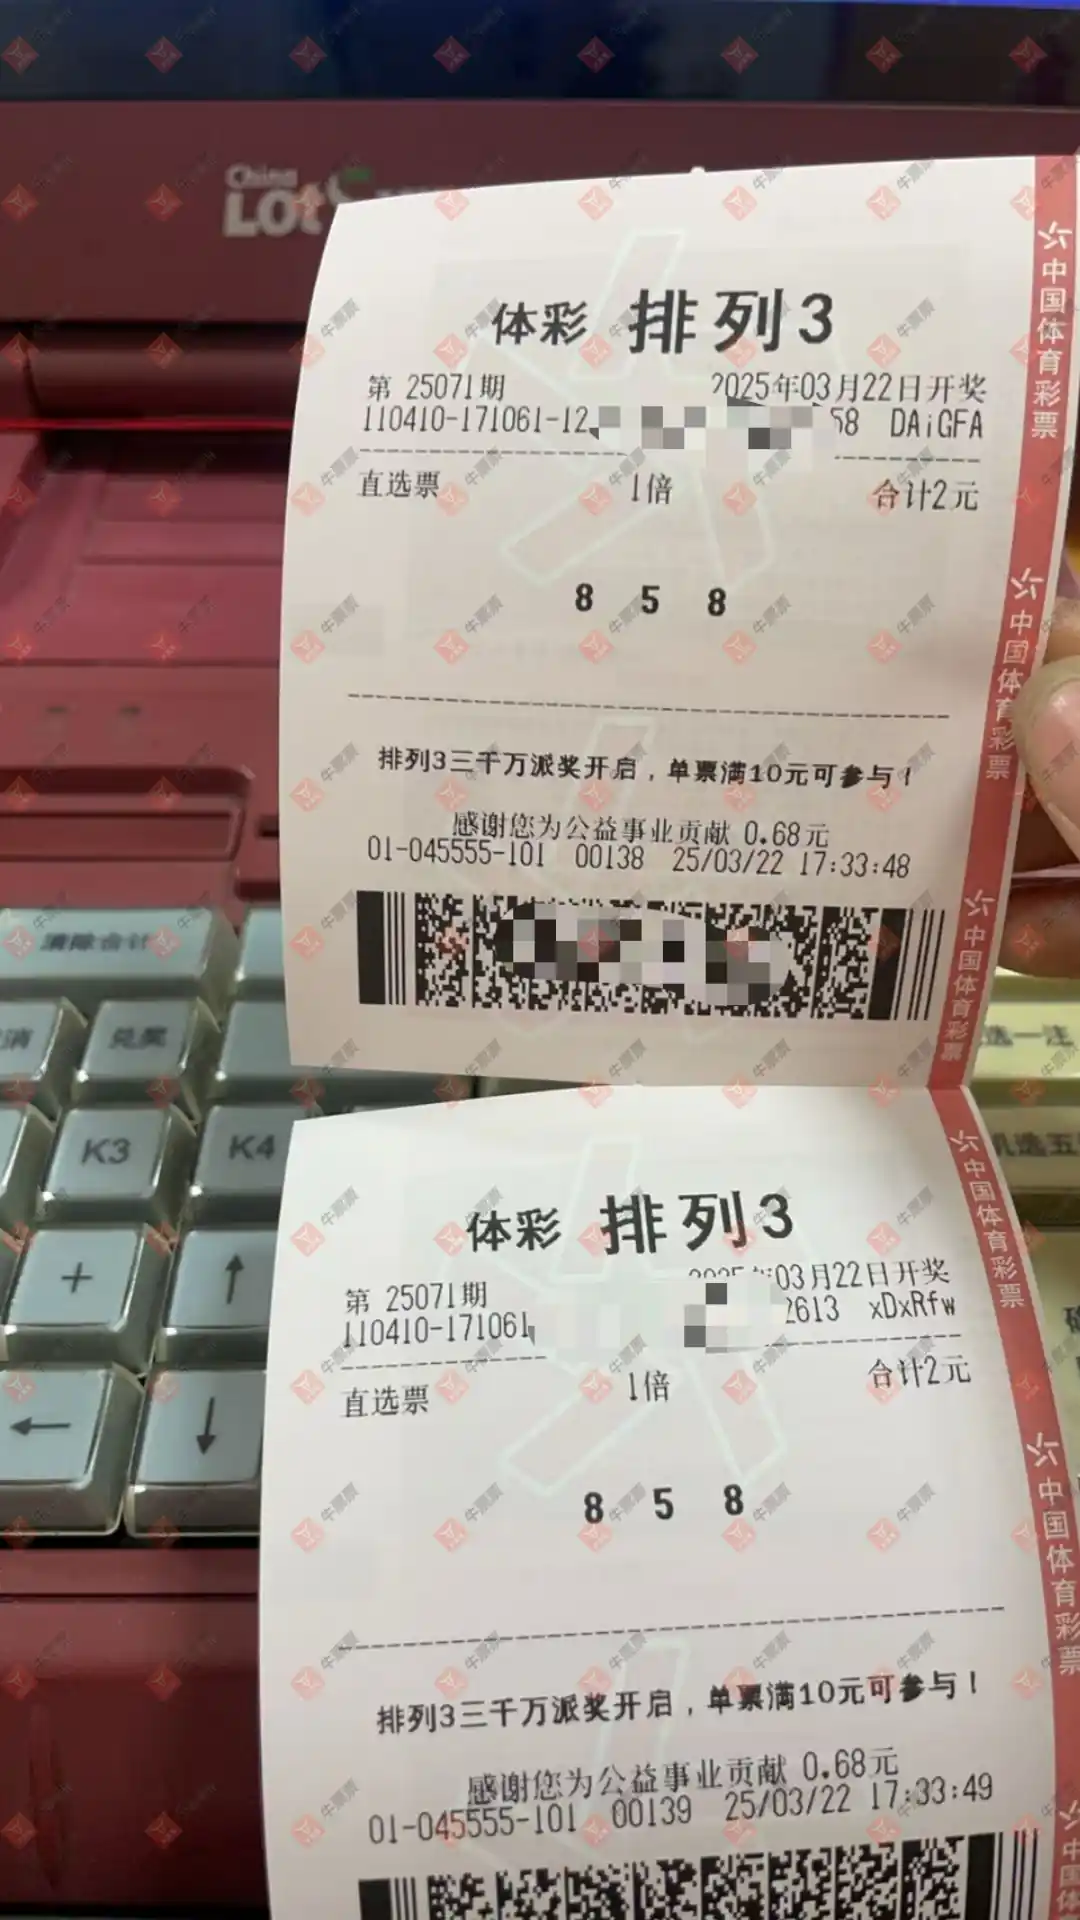 China
LOt
体彩 排列3
第 25071期 2025年03月22日开奖
110410-171061-12 58 DAiGFA
直选票 1倍 合计2元
8 5 8
排列3三千万派奖开启，单票满10元可参与！
感谢您为公益事业贡献 0.68元
01-045555-101 00138 25/03/22 17:33:48
中国体育彩票
中国体育彩票
中国体育彩票
清除合计
消
兑奖
选一注
K3
K4
机选五
+
↑
←
↓
体彩 排列3
第 25071期 03月22日开奖
110410-171061 2613 xDxRfw
直选票 1倍 合计2元
8 5 8
排列3三千万派奖开启，单票满10元可参与！
感谢您为公益事业贡献 0.68元
01-045555-101 00139 25/03/22 17:33:49
中国体育彩票
中国体育彩票
中国体
牛票票